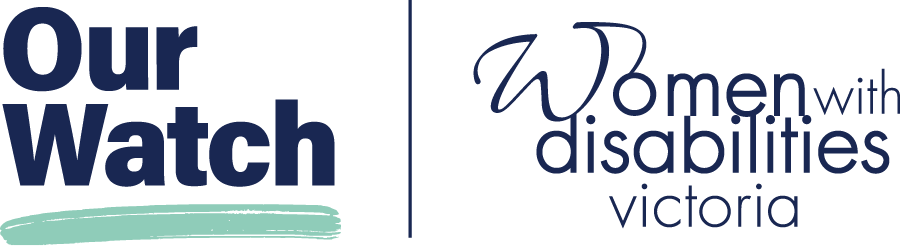 Our
Watch
Women with
disabilities
victoria